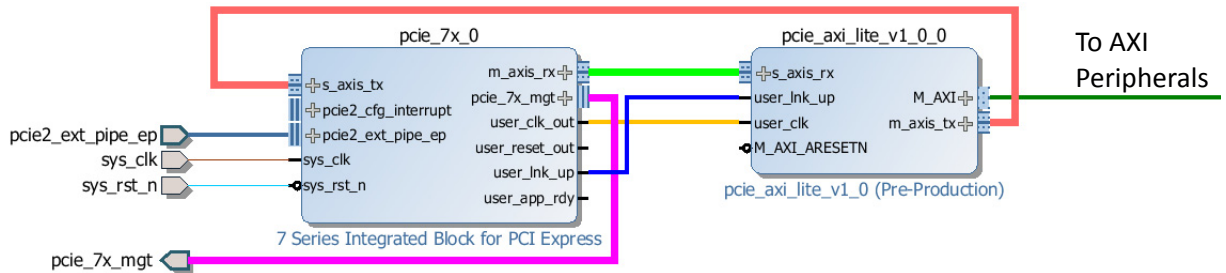 pcie_7x_0
s_axis_tx
pcie2_cfg_interrupt
pcie2_ext_pipe_ep
sys_clk
sys_rst_n
m_axis_rx
pcie_7x_mgt
user_clk_out
user_reset_out
user_lnk_up
user_app_rdy
7 Series Integrated Block for PCI Express
pcie2_ext_pipe_ep
sys_clk
sys_rst_n
pcie_7x_mgt
pcie_axi_lite_v1_0_0
s_axis_rx
user_lnk_up
user_clk
M_AXI_ARESETN
M_AXI
m_axis_tx
pcie_axi_lite_v1_0 (Pre-Production)
To AXI
Peripherals